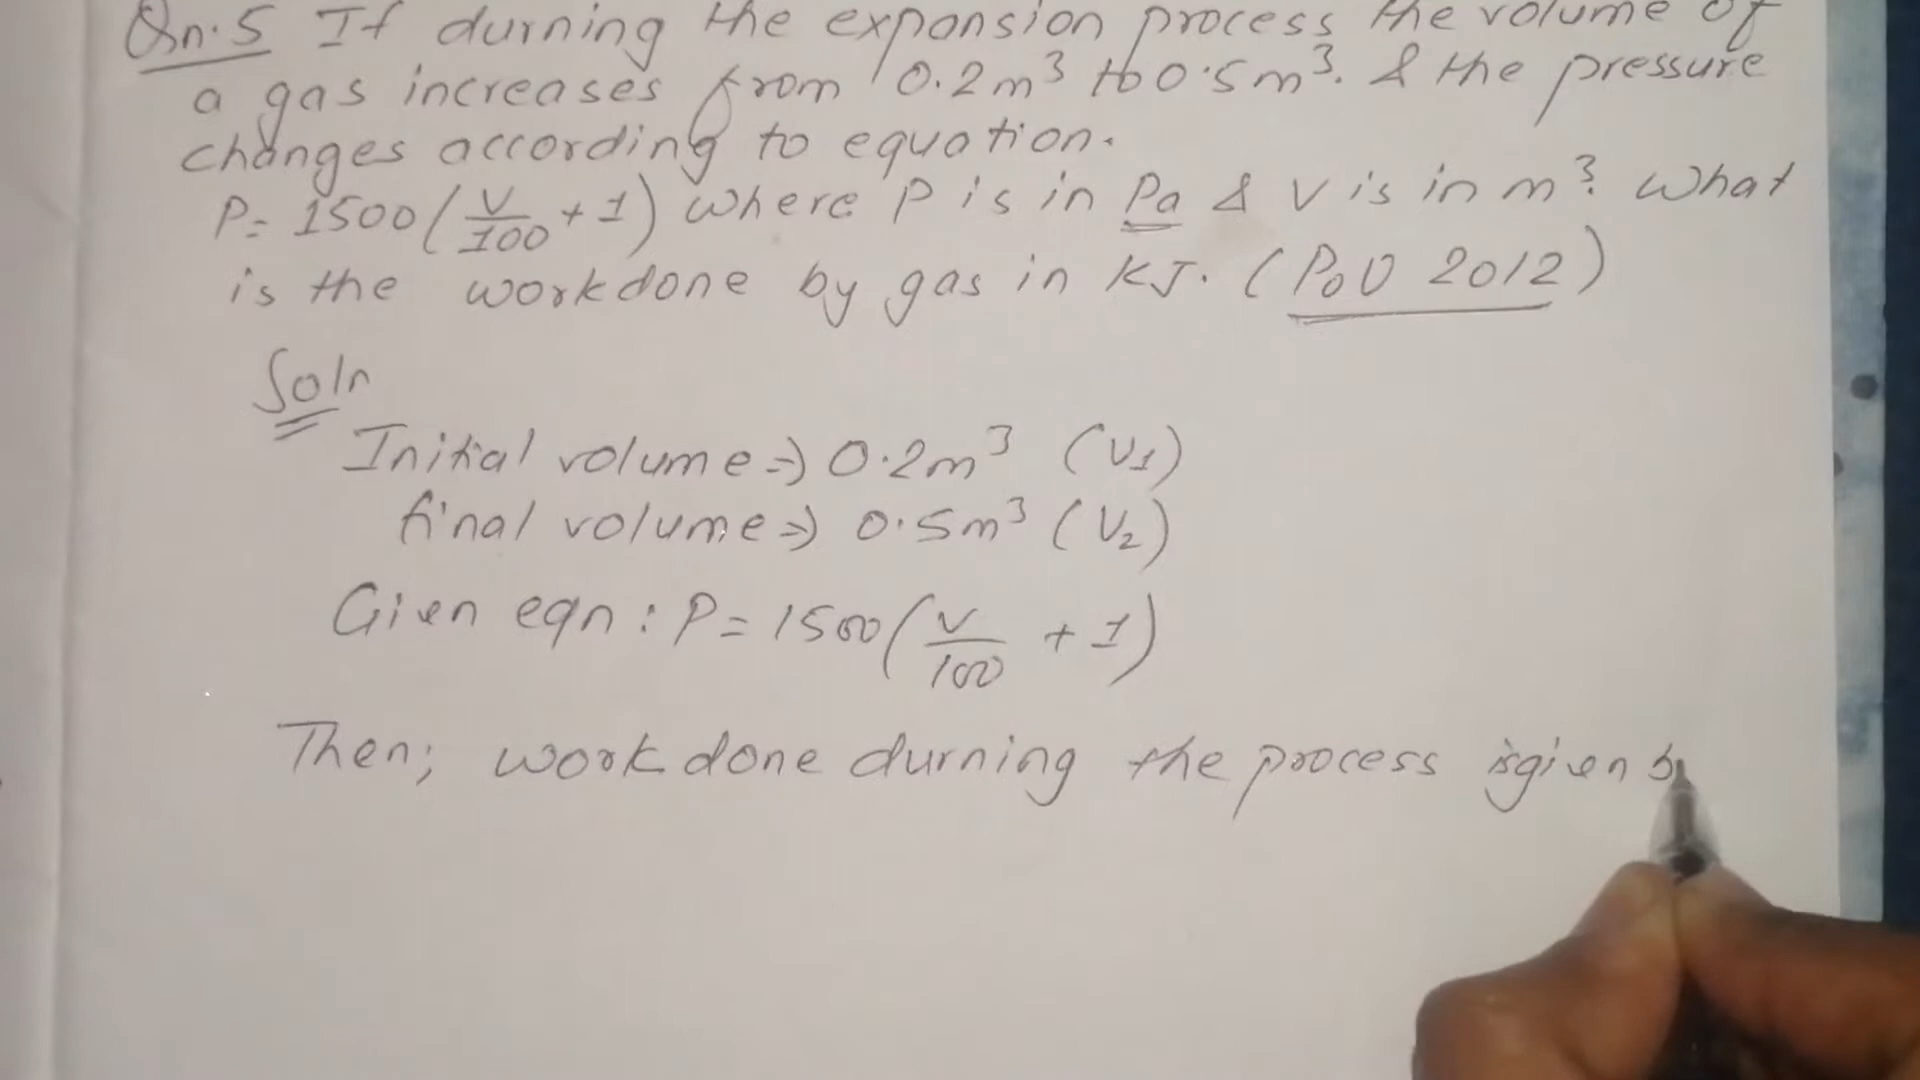 Qn.5 If durning the expansion process the volume of
a gas increases from 0.2m³ to 0.5m³. & the pressure
changes according to equation.
P = 1500(V/100 + 1) where P is in Pa & V is in m³. What
is the workdone by gas in KJ. (PoU 2012)
Soln
Initial volume => 0.2m³ (V1)
final volume => 0.5m³ (V2)
Given eqn : P = 1500(V/100 + 1)
Then; work done durning the process is given by